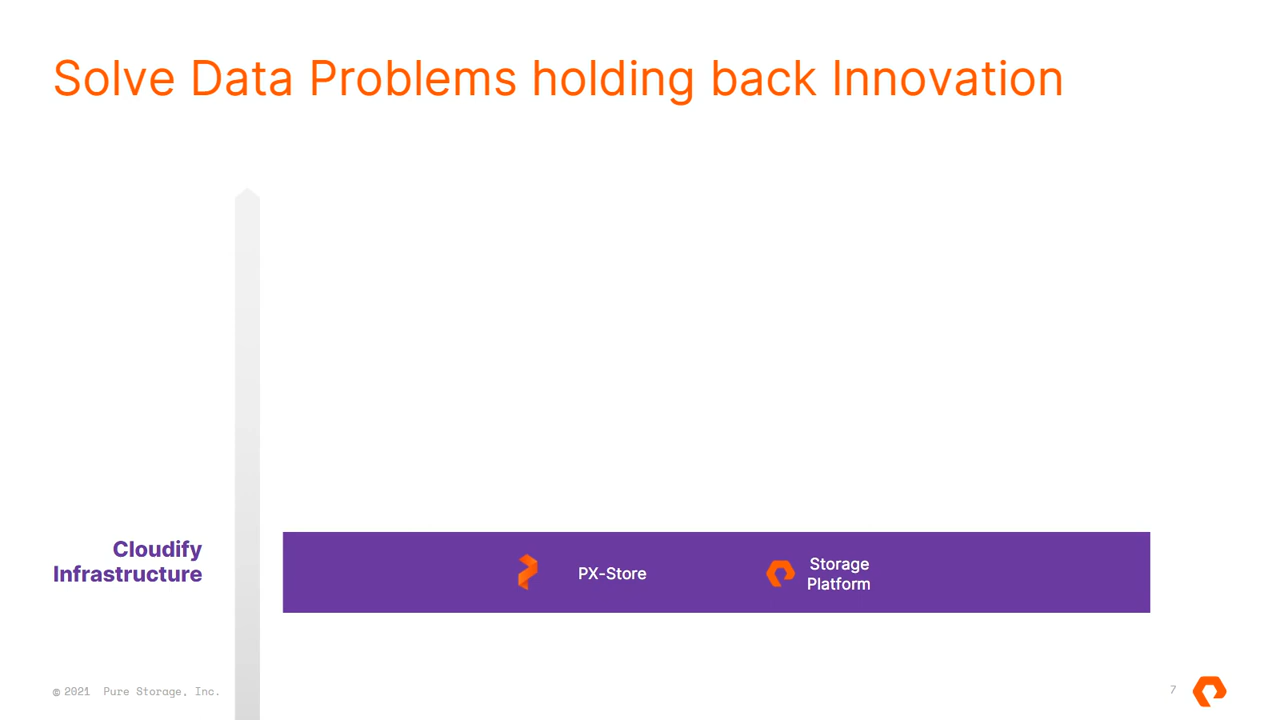 Solve Data Problems holding back Innovation
Cloudify
Infrastructure
PX-Store
Storage
Platform
© 2021 Pure Storage, Inc.
7